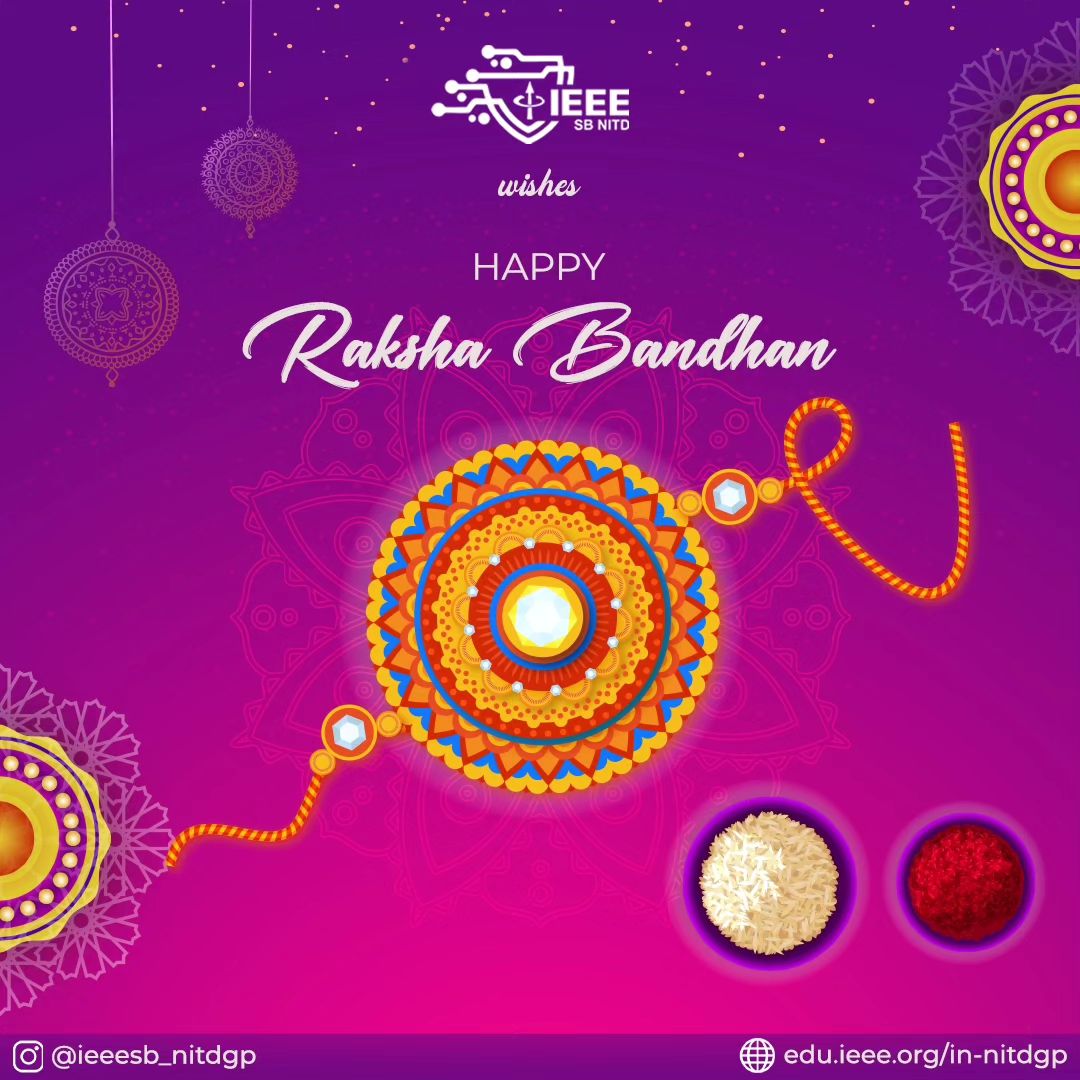 IEEE
SB NITD
wishes
HAPPY
Raksha Bandhan
@ieeesb_nitdgp
edu.ieee.org/in-nitdgp